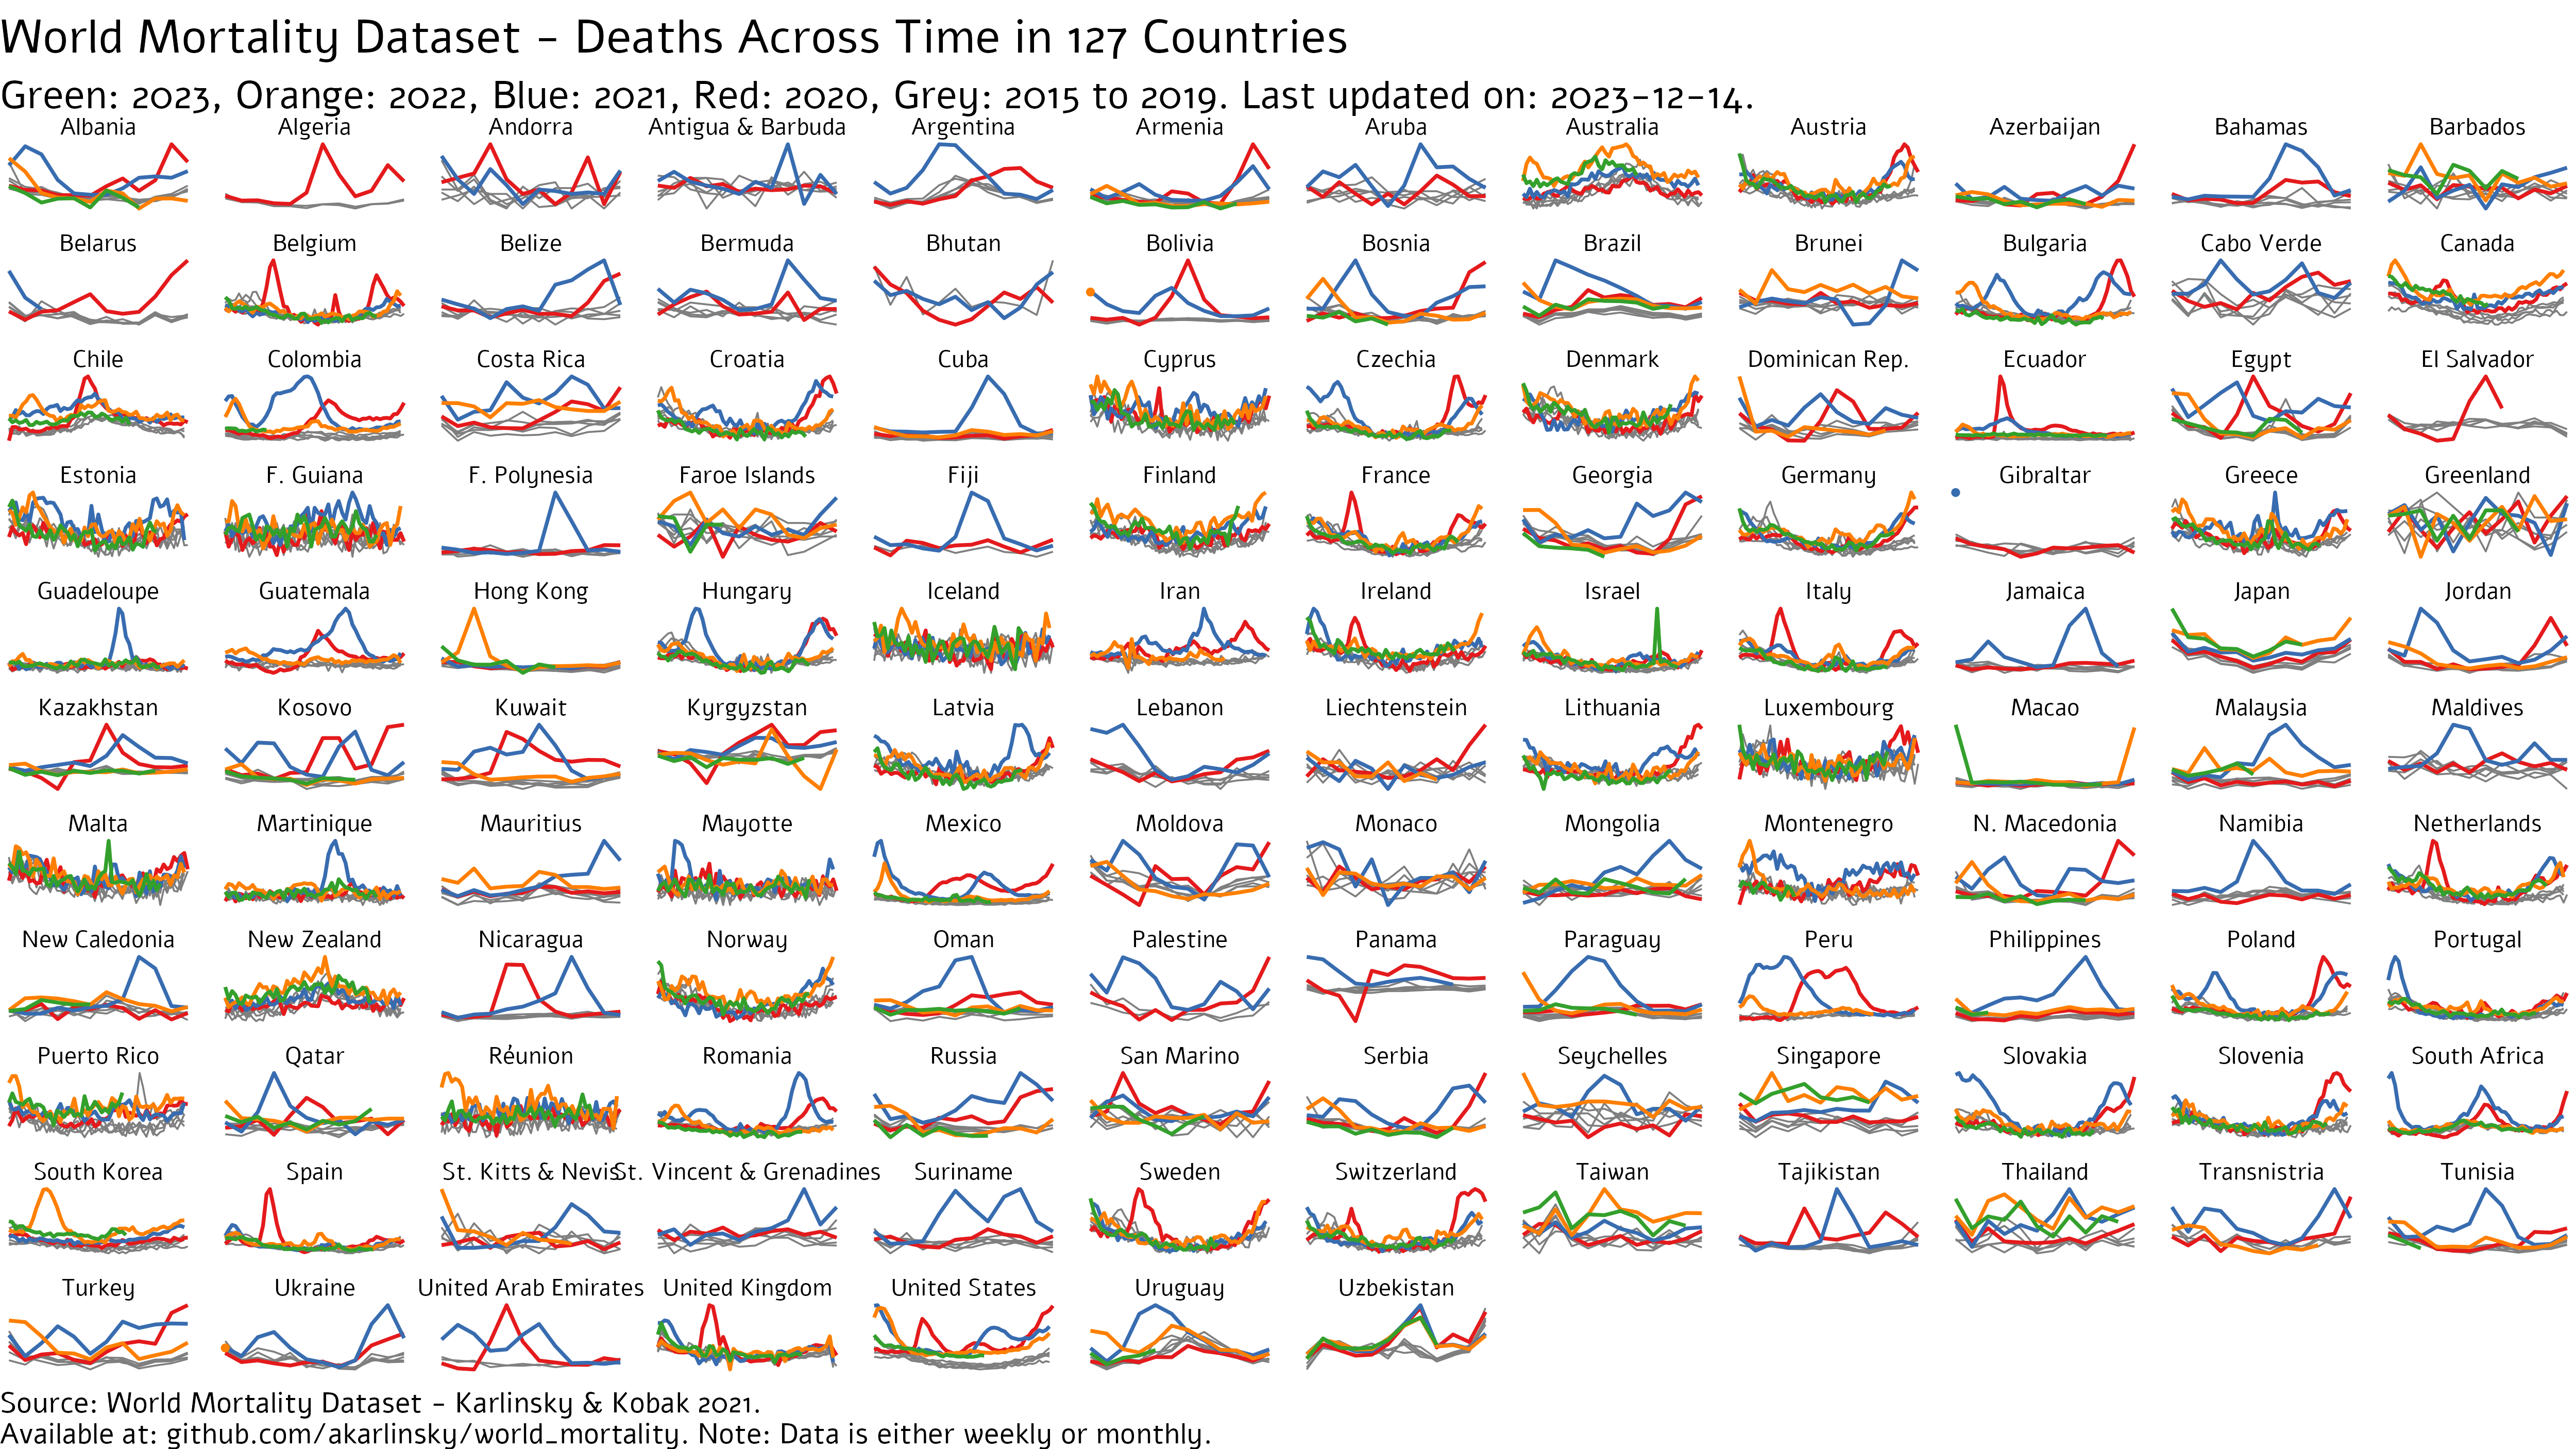 World Mortality Dataset - Deaths Across Time in 127 Countries
Green: 2023, Orange: 2022, Blue: 2021, Red: 2020, Grey: 2015 to 2019. Last updated on: 2023-12-14.
Albania Algeria Andorra Antigua & Barbuda Argentina Armenia Aruba Australia Austria Azerbaijan Bahamas Barbados
Belarus Belgium Belize Bermuda Bhutan Bolivia Bosnia Brazil Brunei Bulgaria Cabo Verde Canada
Chile Colombia Costa Rica Croatia Cuba Cyprus Czechia Denmark Dominican Rep. Ecuador Egypt El Salvador
Estonia F. Guiana F. Polynesia Faroe Islands Fiji Finland France Georgia Germany Gibraltar Greece Greenland
Guadeloupe Guatemala Hong Kong Hungary Iceland Iran Ireland Israel Italy Jamaica Japan Jordan
Kazakhstan Kosovo Kuwait Kyrgyzstan Latvia Lebanon Liechtenstein Lithuania Luxembourg Macao Malaysia Maldives
Malta Martinique Mauritius Mayotte Mexico Moldova Monaco Mongolia Montenegro N. Macedonia Namibia Netherlands
New Caledonia New Zealand Nicaragua Norway Oman Palestine Panama Paraguay Peru Philippines Poland Portugal
Puerto Rico Qatar Réunion Romania Russia San Marino Serbia Seychelles Singapore Slovakia Slovenia South Africa
South Korea Spain St. Kitts & Nevis St. Vincent & Grenadines Suriname Sweden Switzerland Taiwan Tajikistan Thailand Transnistria Tunisia
Turkey Ukraine United Arab Emirates United Kingdom United States Uruguay Uzbekistan
Source: World Mortality Dataset - Karlinsky & Kobak 2021.
Available at: github.com/akarlinsky/world_mortality. Note: Data is either weekly or monthly.